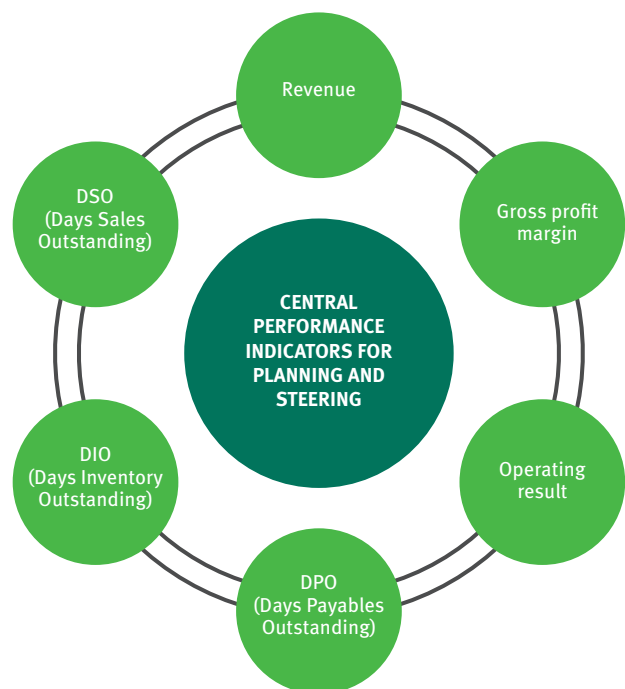 Revenue
Gross profit
margin
Operating
result
DPO
(Days Payables
Outstanding)
DIO
(Days Inventory
Outstanding)
DSO
(Days Sales
Outstanding)
CENTRAL
PERFORMANCE
INDICATORS FOR
PLANNING AND
STEERING